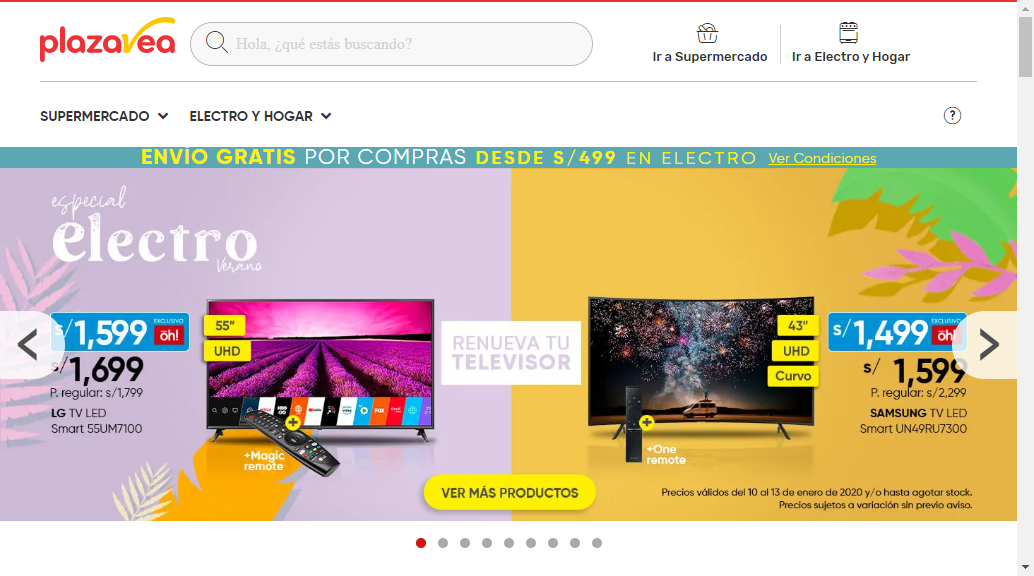 plazavea
Hola, ¿qué estás buscando?
Ir a Supermercado
Ir a Electro y Hogar
SUPERMERCADO
ELECTRO Y HOGAR
?
ENVÍO GRATIS POR COMPRAS DESDE S/499 EN ELECTRO Ver Condiciones
especial
electro
Verano
S/1,599
EXCLUSIVO
oh!
S/1,699
P. regular: s/1,799
LG TV LED
Smart 55UM7100
55”
UHD
+Magic
remote
RENUEVA TU
TELEVISOR
43”
UHD
Curvo
+One
remote
S/1,499
EXCLUSIVO
oh!
S/ 1,599
P. regular: s/2,299
SAMSUNG TV LED
Smart UN49RU7300
VER MÁS PRODUCTOS
Precios válidos del 10 al 13 de enero de 2020 y/o hasta agotar stock.
Precios sujetos a variación sin previo aviso.